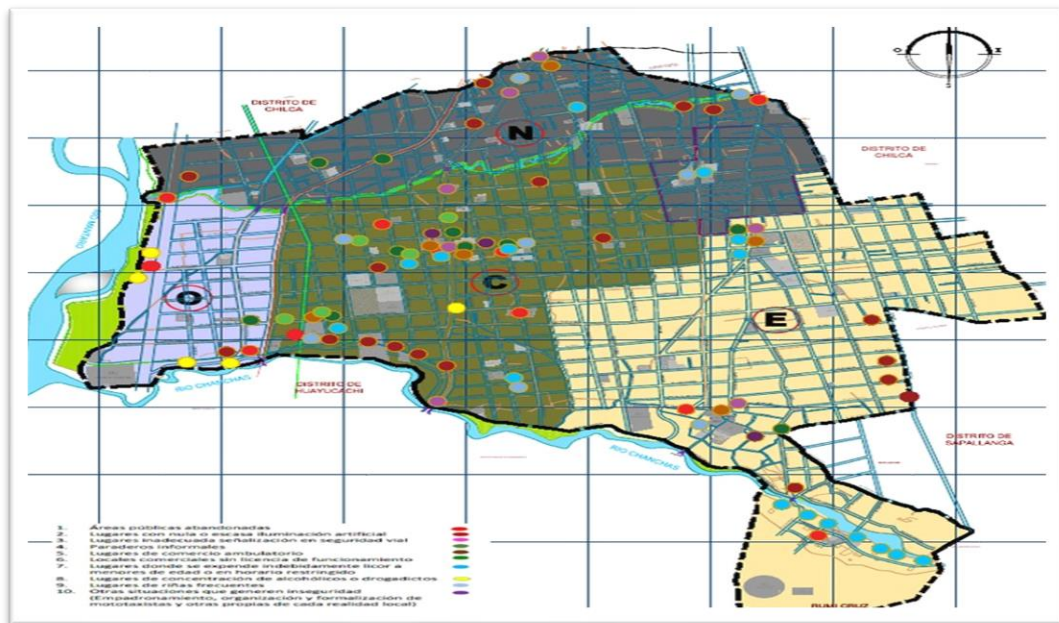 DISTRITO DE
CHILCA
N
DISTRITO DE
CHILCA
O
C
E
RIO CHANCHAS
DISTRITO DE
HUAYUCACHI
RIO CHANCHAS
DISTRITO DE
SAPALLANGA
1. Áreas públicas abandonadas
2. Lugares con nula o escasa iluminación artificial
3. Lugares inadecuada señalización en seguridad vial
4. Paraderos informales
5. Lugares de comercio ambulatorio
6. Locales comerciales sin licencia de funcionamiento
7. Lugares donde se expende indebidamente licor a
menores de edad o en horario restringido
8. Lugares de concentración de alcohólicos o drogadictos
9. Lugares de riñas frecuentes
10. Otras situaciones que generen inseguridad
(Empadronamiento, organización y formalización de
mototaxistas y otras propias de cada realidad local)
RUMI CRUZ